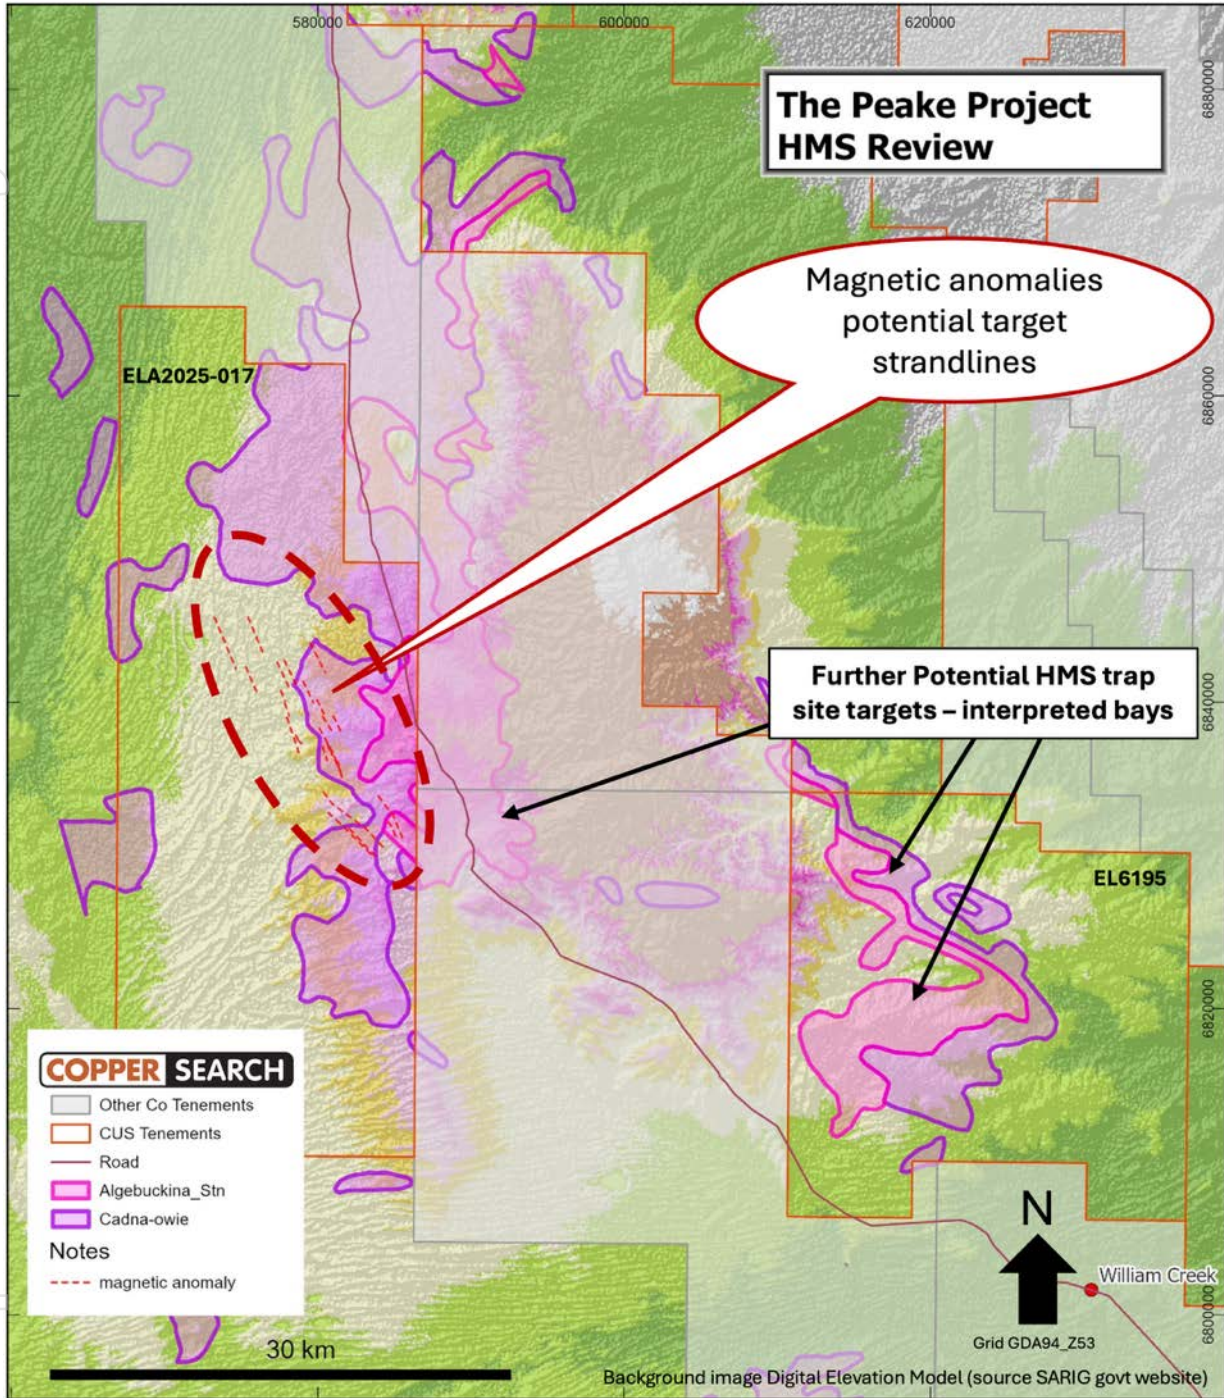 580000
600000
620000
The Peake Project
HMS Review
6880000
Magnetic anomalies
potential target
strandlines
ELA2025-017
6860000
Further Potential HMS trap
site targets – interpreted bays
6840000
EL6195
6820000
COPPER SEARCH
Other Co Tenements
CUS Tenements
Road
Algebuckina_Stn
Cadna-owie
Notes
magnetic anomaly
N
William Creek
6800000
Grid GDA94_Z53
30 km
Background image Digital Elevation Model (source SARIG govt website)